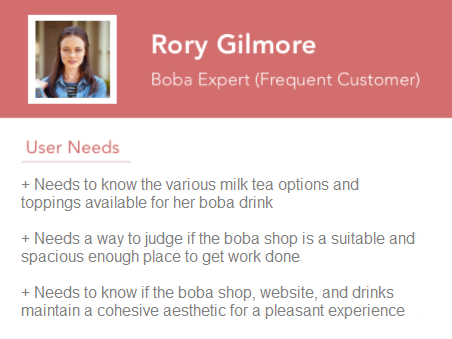 Rory Gilmore
Boba Expert (Frequent Customer)
User Needs
+ Needs to know the various milk tea options and
toppings available for her boba drink
+ Needs a way to judge if the boba shop is a suitable and
spacious enough place to get work done
+ Needs to know if the boba shop, website, and drinks
maintain a cohesive aesthetic for a pleasant experience